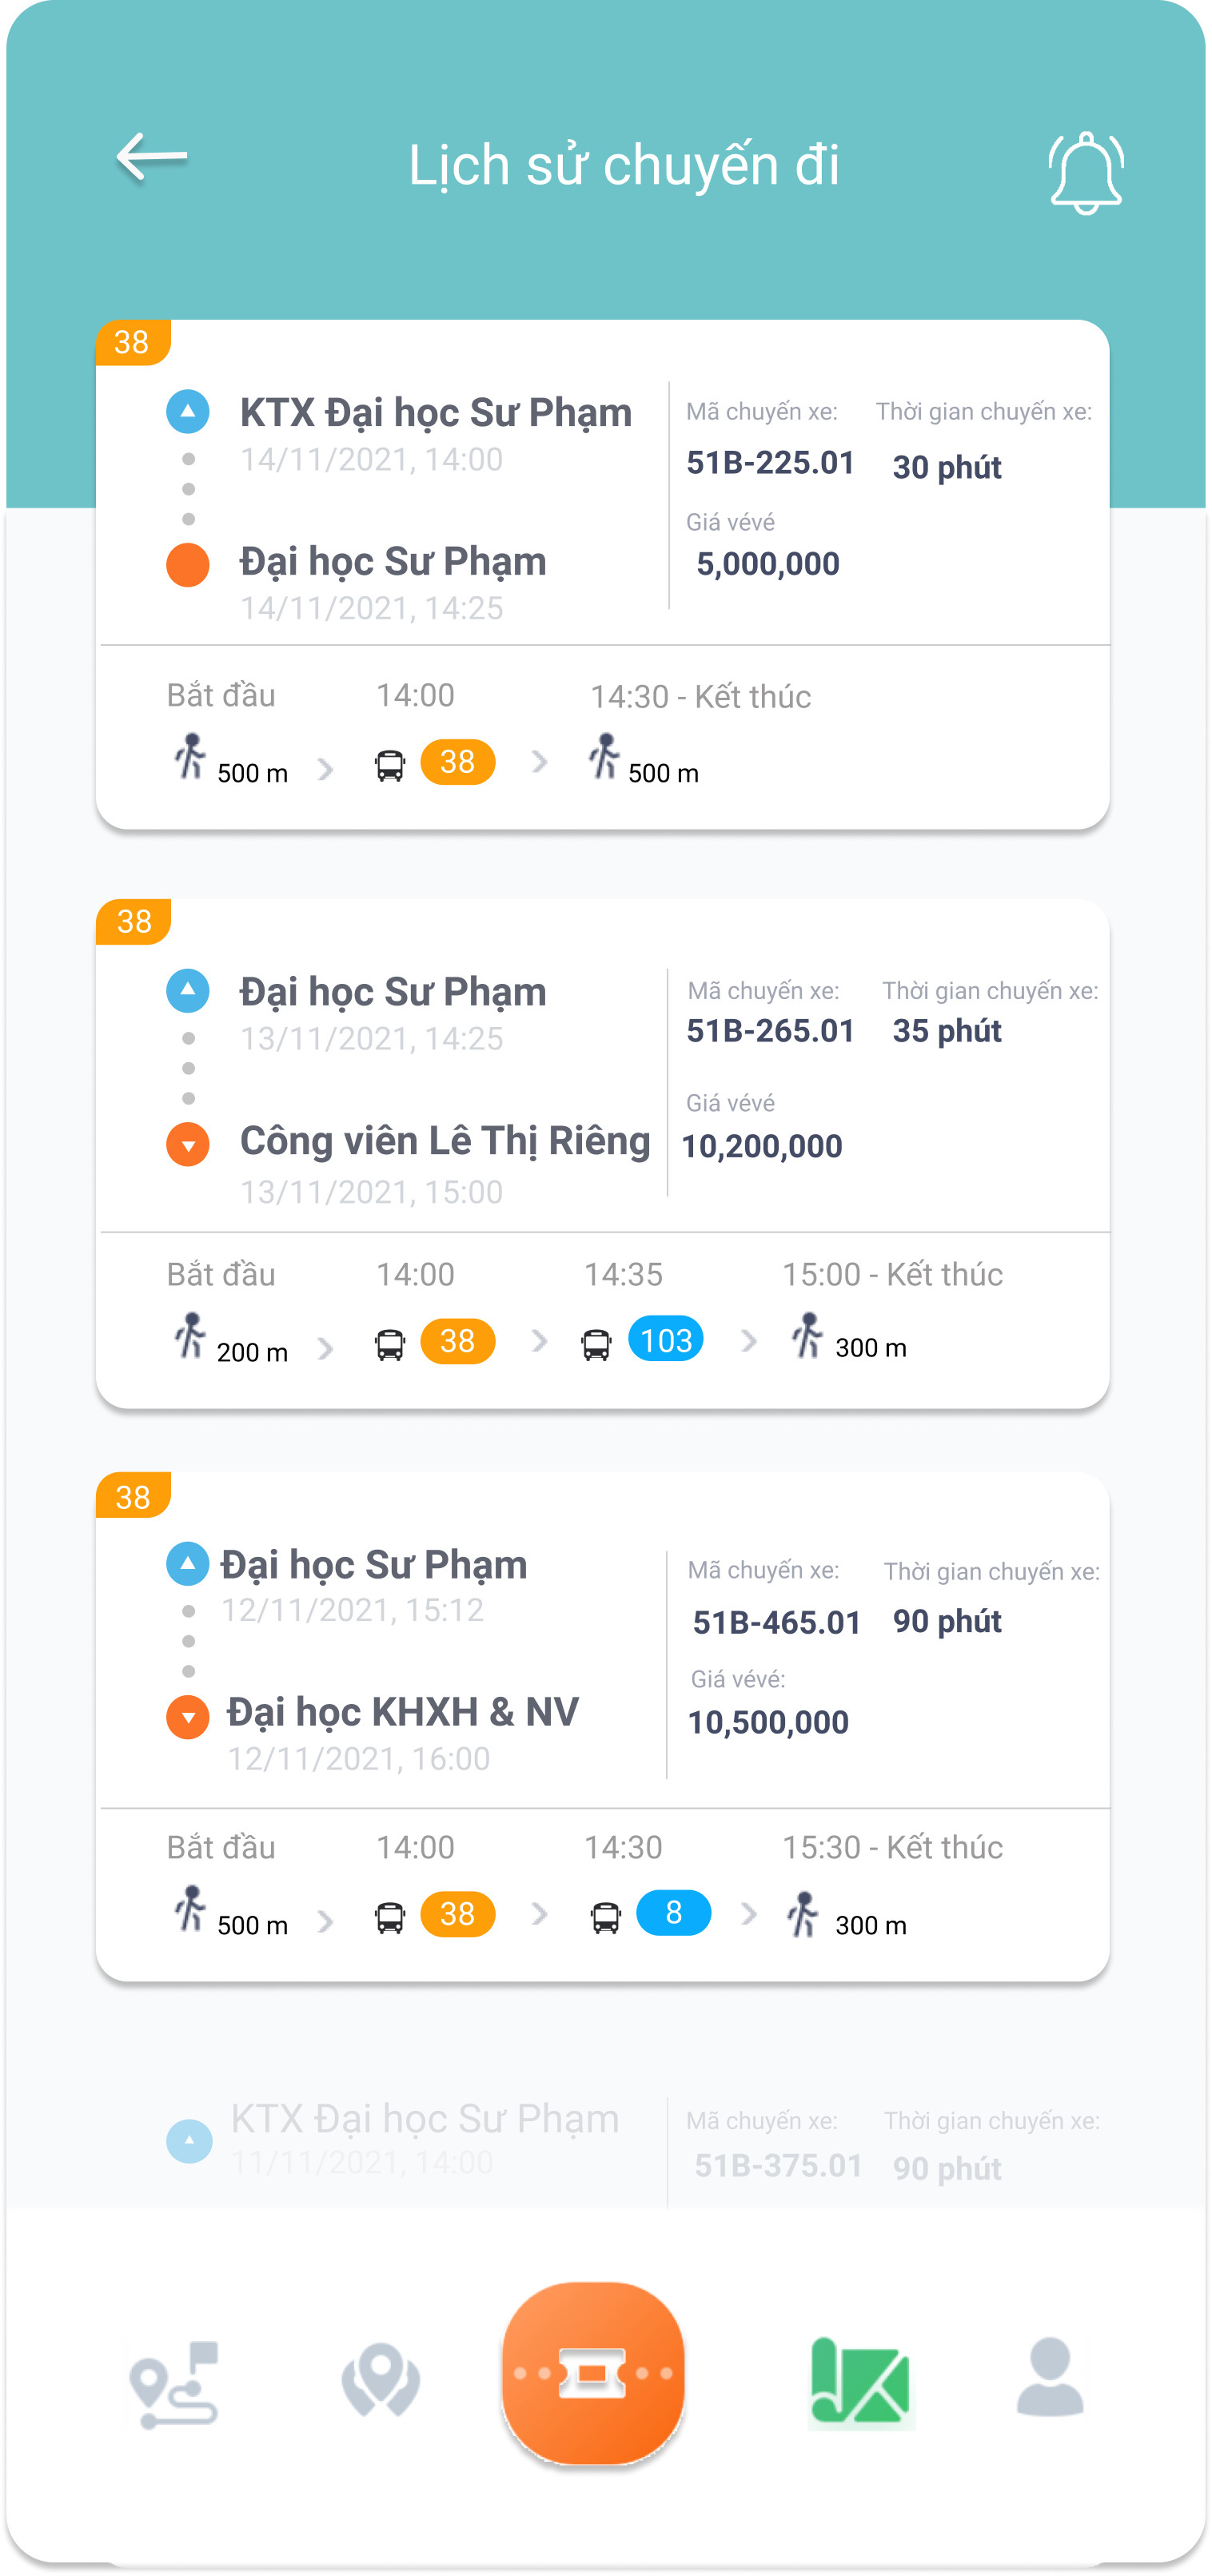 Lịch sử chuyến đi
38
KTX Đại học Sư Phạm
14/11/2021, 14:00
Mã chuyến xe: Thời gian chuyến xe:
51B-225.01 30 phút
Giá vévé
5,000,000
Đại học Sư Phạm
14/11/2021, 14:25
Bắt đầu 14:00 14:30 - Kết thúc
500 m 38 500 m
38
Đại học Sư Phạm
13/11/2021, 14:25
Mã chuyến xe: Thời gian chuyến xe:
51B-265.01 35 phút
Giá vévé
10,200,000
Công viên Lê Thị Riêng
13/11/2021, 15:00
Bắt đầu 14:00 14:35 15:00 - Kết thúc
200 m 38 103 300 m
38
Đại học Sư Phạm
12/11/2021, 15:12
Mã chuyến xe: Thời gian chuyến xe:
51B-465.01 90 phút
Giá vévé:
10,500,000
Đại học KHXH & NV
12/11/2021, 16:00
Bắt đầu 14:00 14:30 15:30 - Kết thúc
500 m 38 8 300 m
KTX Đại học Sư Phạm
11/11/2021, 14:00
Mã chuyến xe: Thời gian chuyến xe:
51B-375.01 90 phút